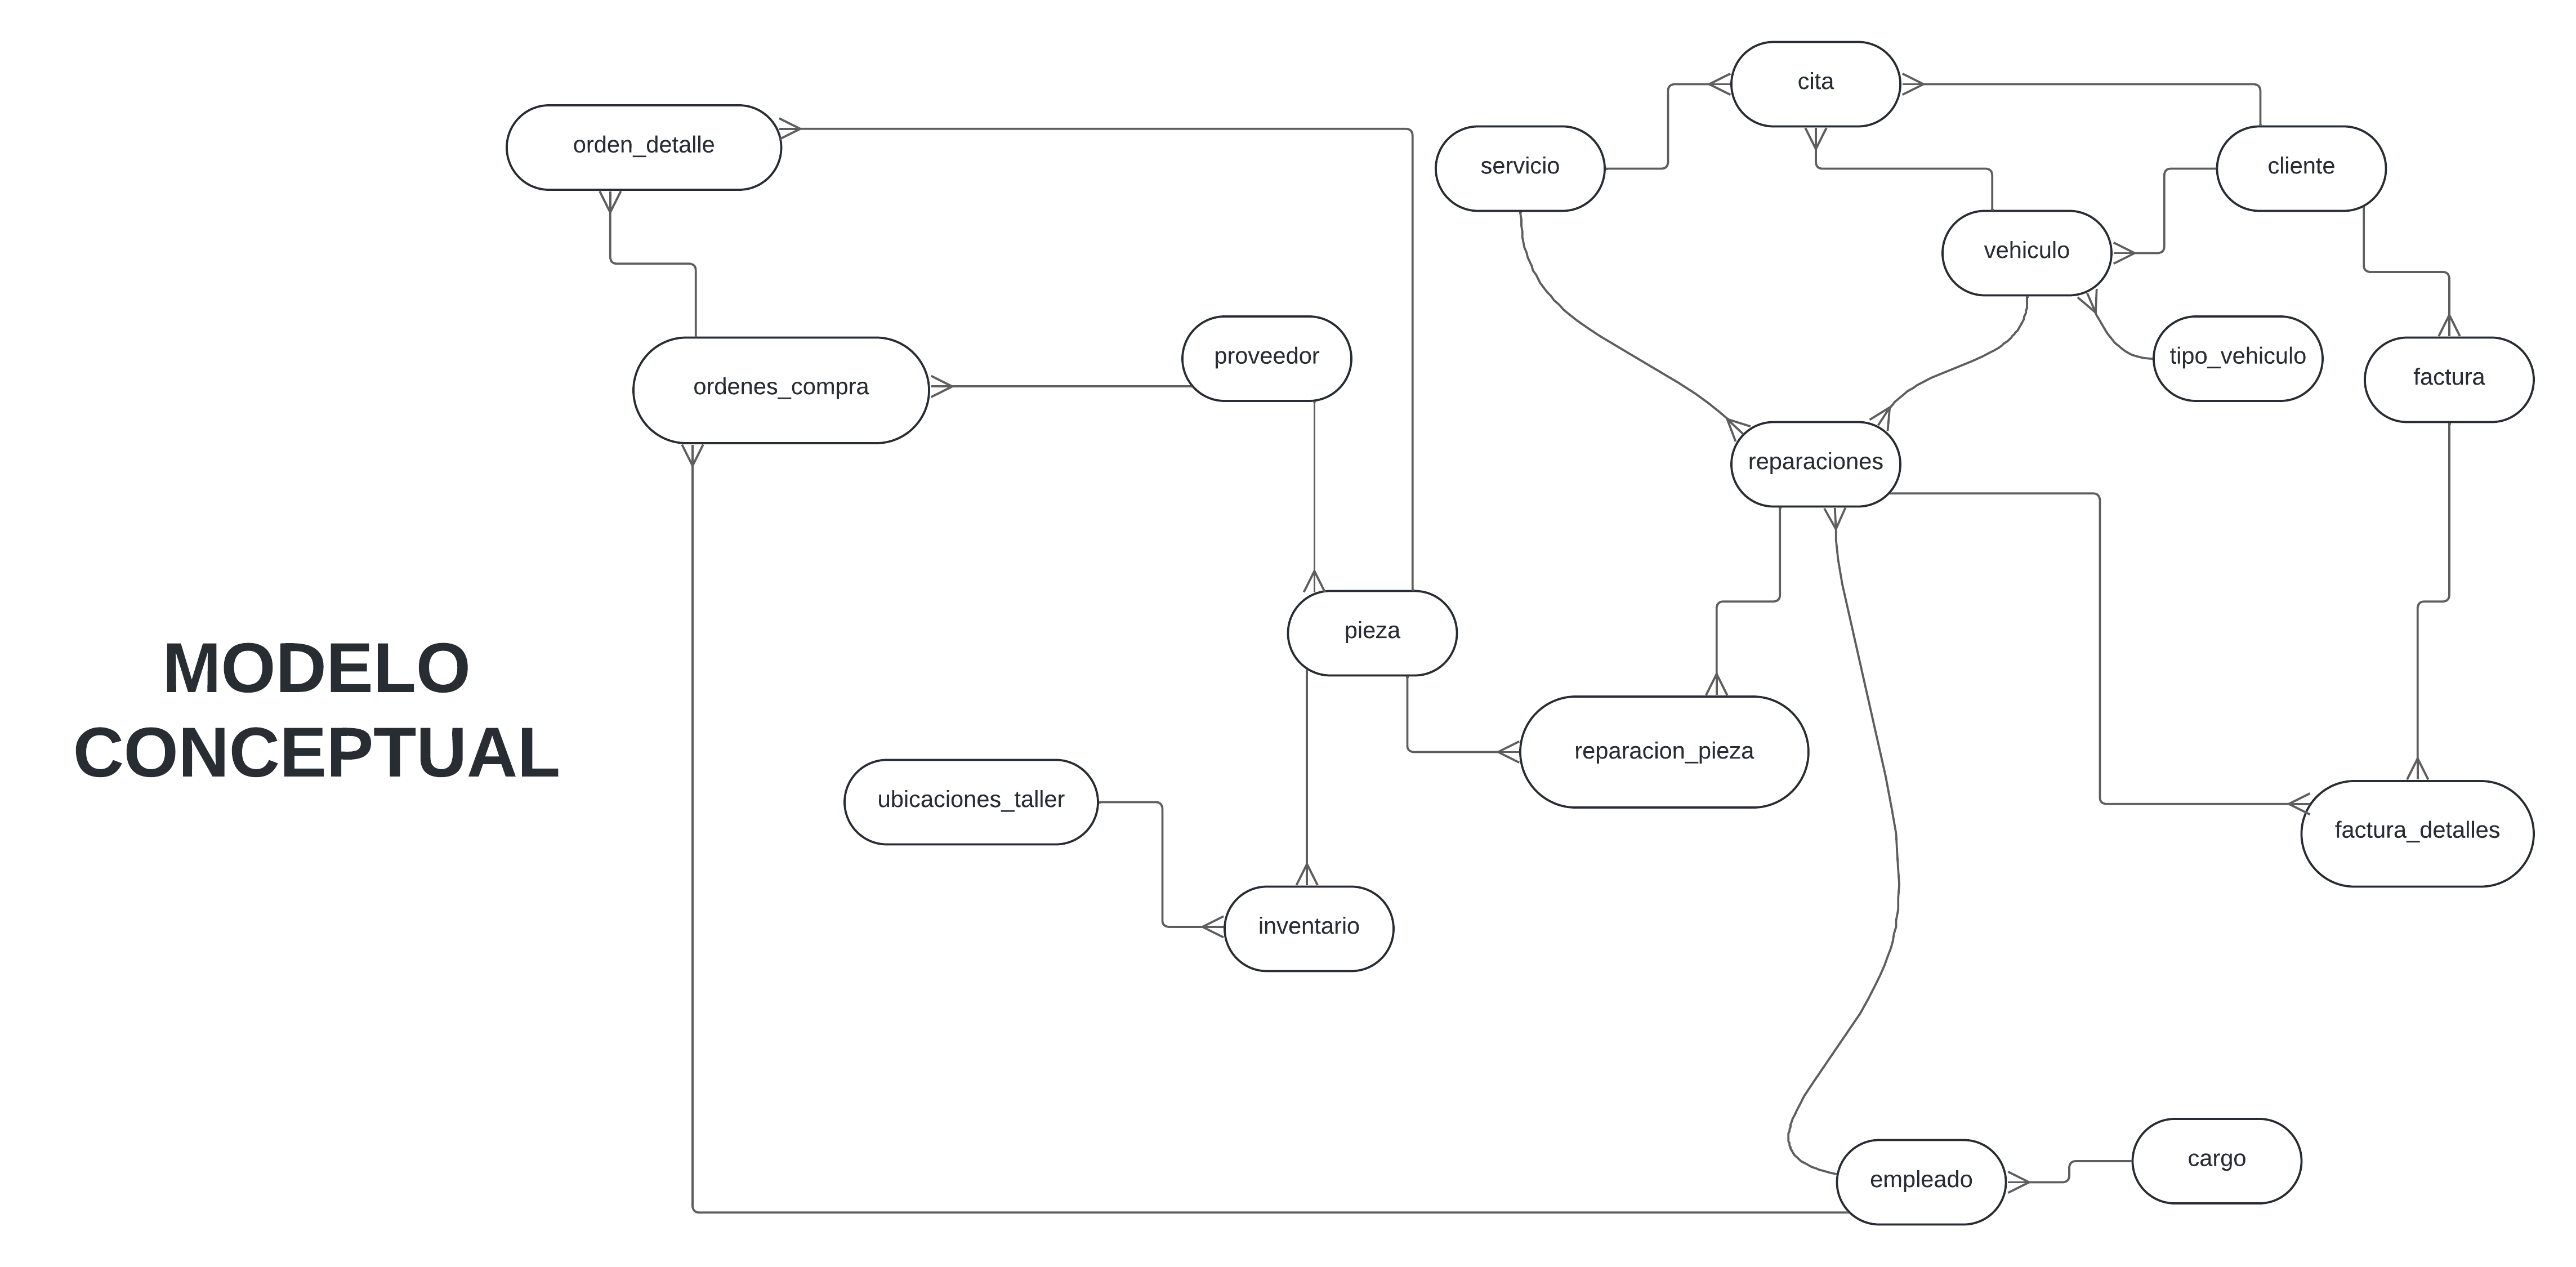 cita
orden_detalle
servicio
cliente
vehiculo
proveedor
tipo_vehiculo
factura
ordenes_compra
reparaciones
pieza
MODELO
CONCEPTUAL
reparacion_pieza
ubicaciones_taller
factura_detalles
inventario
cargo
empleado